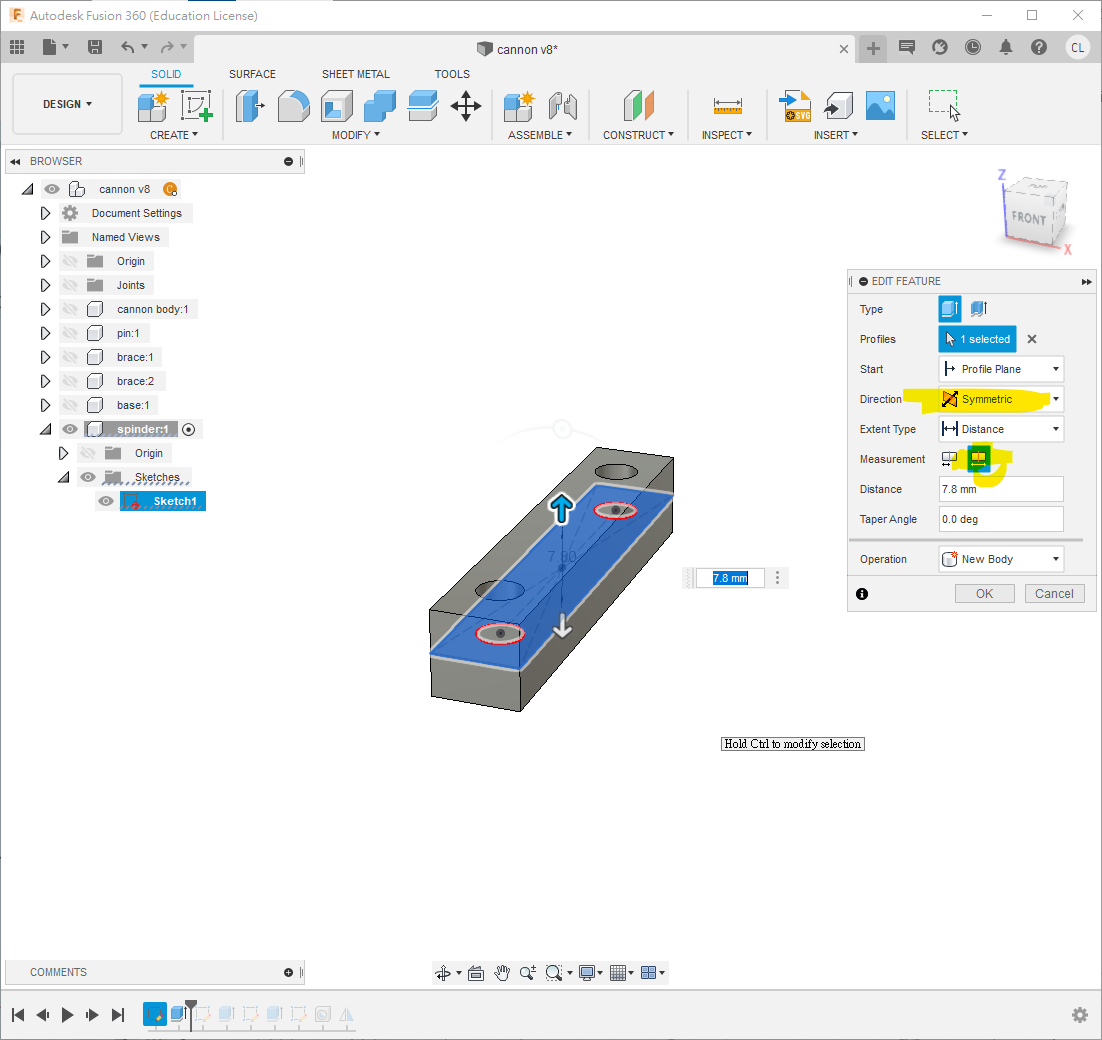 Autodesk Fusion 360 (Education License)
cannon v8*
CL
DESIGN
SOLID
SURFACE
SHEET METAL
TOOLS
CREATE
MODIFY
ASSEMBLE
CONSTRUCT
INSPECT
SVG
INSERT
SELECT
BROWSER
cannon v8
Document Settings
Named Views
Origin
Joints
cannon body:1
pin:1
brace:1
brace:2
base:1
spinder:1
Origin
Sketches
Sketch1
Z
TOP
FRONT
X
EDIT FEATURE
Type
Profiles 1 selected
Start Profile Plane
Direction Symmetric
Extent Type Distance
Measurement
Distance 7.8 mm
Taper Angle 0.0 deg
Operation New Body
OK Cancel
7.80
7.8 mm
Hold Ctrl to modify selection
COMMENTS